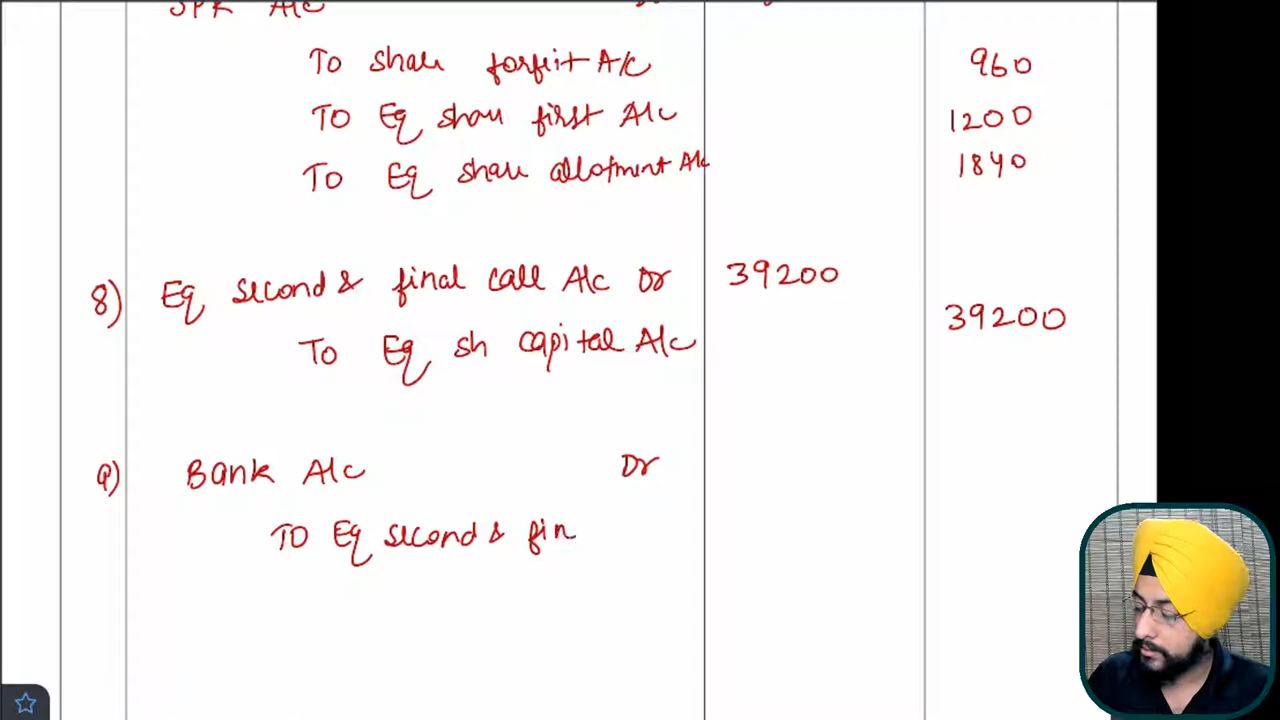 SPR A/c
To share forfeit A/c 960
To Eq share first A/c 1200
To Eq share allotment A/c 1840
8) Eq second & final call A/c Dr 39200
To Eq sh capital A/c 39200
9) Bank A/c Dr
To Eq second & fin